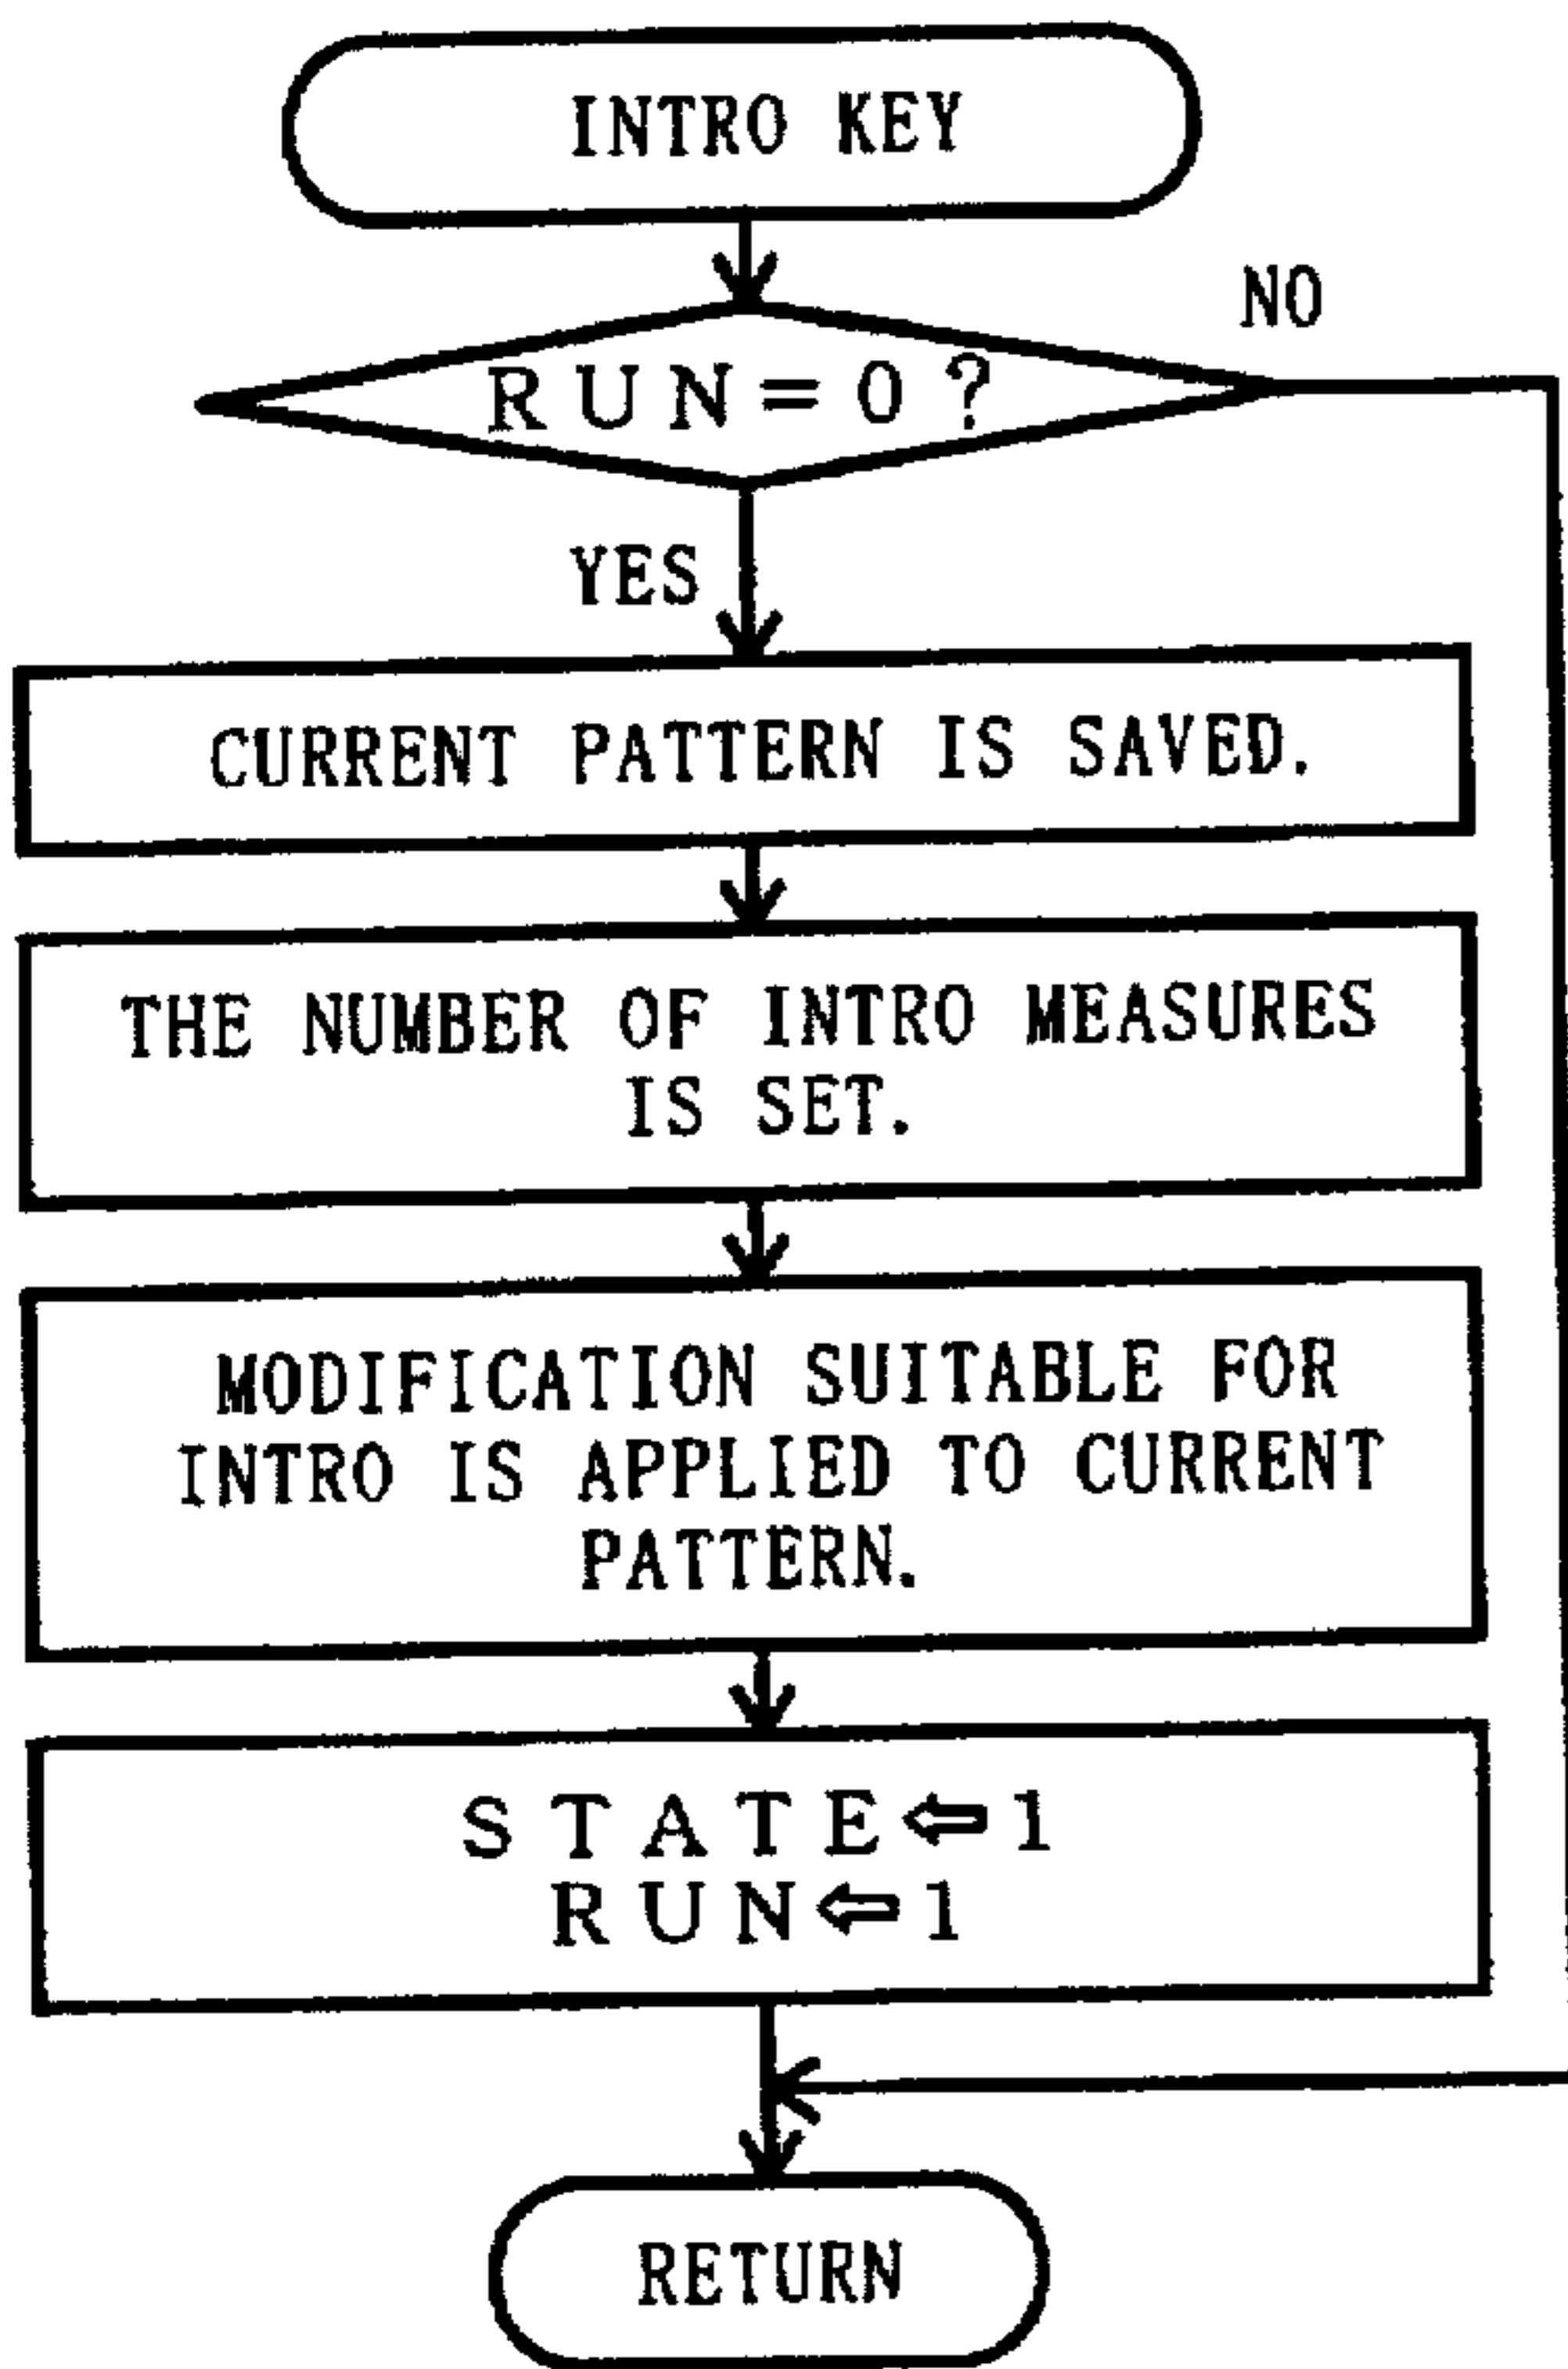 INTRO KEY
NO
RUN=0?
YES
CURRENT PATTERN IS SAVED.
THE NUMBER OF INTRO MEASURES
IS SET.
MODIFICATION SUITABLE FOR
INTRO IS APPLIED TO CURRENT
PATTERN.
STATE⇦1
RUN⇦1
RETURN